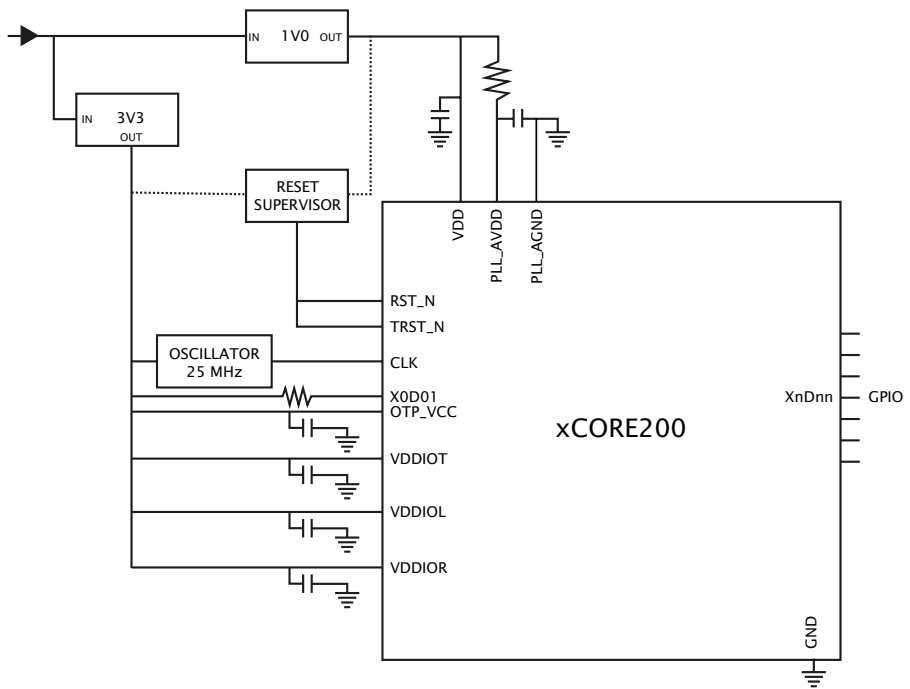 IN 1V0 OUT
IN 3V3
OUT
RESET
SUPERVISOR
VDD
PLL_AVDD
PLL_AGND
RST_N
TRST_N
OSCILLATOR
25 MHz
CLK
X0D01
OTP_VCC
XnDnn GPIO
xCORE200
VDDIOT
VDDIOL
VDDIOR
GND